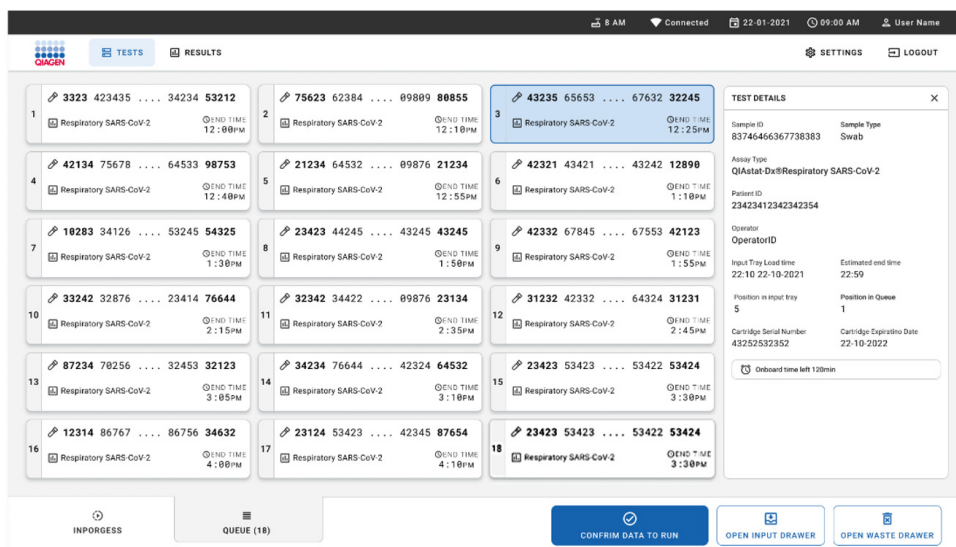 8 AM Connected 22-01-2021 09:00 AM User Name
QIAGEN TESTS RESULTS SETTINGS LOGOUT
1 3323 423435 .... 34234 53212
Respiratory SARS-CoV-2 END TIME
12:00PM
2 75623 62384 .... 09809 80855
Respiratory SARS-CoV-2 END TIME
12:10PM
3 43235 65653 .... 67632 32245
Respiratory SARS-CoV-2 END TIME
12:25PM
4 42134 75678 .... 64533 98753
Respiratory SARS-CoV-2 END TIME
12:40PM
5 21234 64532 .... 09876 21234
Respiratory SARS-CoV-2 END TIME
12:55PM
6 42321 43421 .... 43242 12890
Respiratory SARS-CoV-2 END TIME
1:10PM
7 10283 34126 .... 53245 54325
Respiratory SARS-CoV-2 END TIME
1:30PM
8 23423 44245 .... 43245 43245
Respiratory SARS-CoV-2 END TIME
1:50PM
9 42332 67845 .... 67553 42123
Respiratory SARS-CoV-2 END TIME
1:55PM
10 33242 32876 .... 23414 76644
Respiratory SARS-CoV-2 END TIME
2:15PM
11 32342 34422 .... 09876 23134
Respiratory SARS-CoV-2 END TIME
2:35PM
12 31232 42332 .... 64324 31231
Respiratory SARS-CoV-2 END TIME
2:45PM
13 87234 70256 .... 32453 32123
Respiratory SARS-CoV-2 END TIME
3:05PM
14 34234 76644 .... 42324 64532
Respiratory SARS-CoV-2 END TIME
3:10PM
15 23423 53423 .... 53422 53424
Respiratory SARS-CoV-2 END TIME
3:30PM
16 12314 86767 .... 86756 34632
Respiratory SARS-CoV-2 END TIME
4:00PM
17 23124 53423 .... 42345 87654
Respiratory SARS-CoV-2 END TIME
4:10PM
18 23423 53423 .... 53422 53424
Respiratory SARS-CoV-2 END TIME
3:30PM
TEST DETAILS
Sample ID Sample Type
83746466367738383 Swab
Assay Type
QIAstat-Dx®Respiratory SARS-CoV-2
Patient ID
23423412342342354
Operator
OperatorID
Input Tray Load time Estimated end time
22:10 22-10-2021 22:59
Position in input tray Position in Queue
5 1
Cartridge Serial Number Cartridge Expiratino Date
43252532352 22-10-2022
Onboard time left 120min
INPORGESS QUEUE (18) CONFRIM DATA TO RUN OPEN INPUT DRAWER OPEN WASTE DRAWER